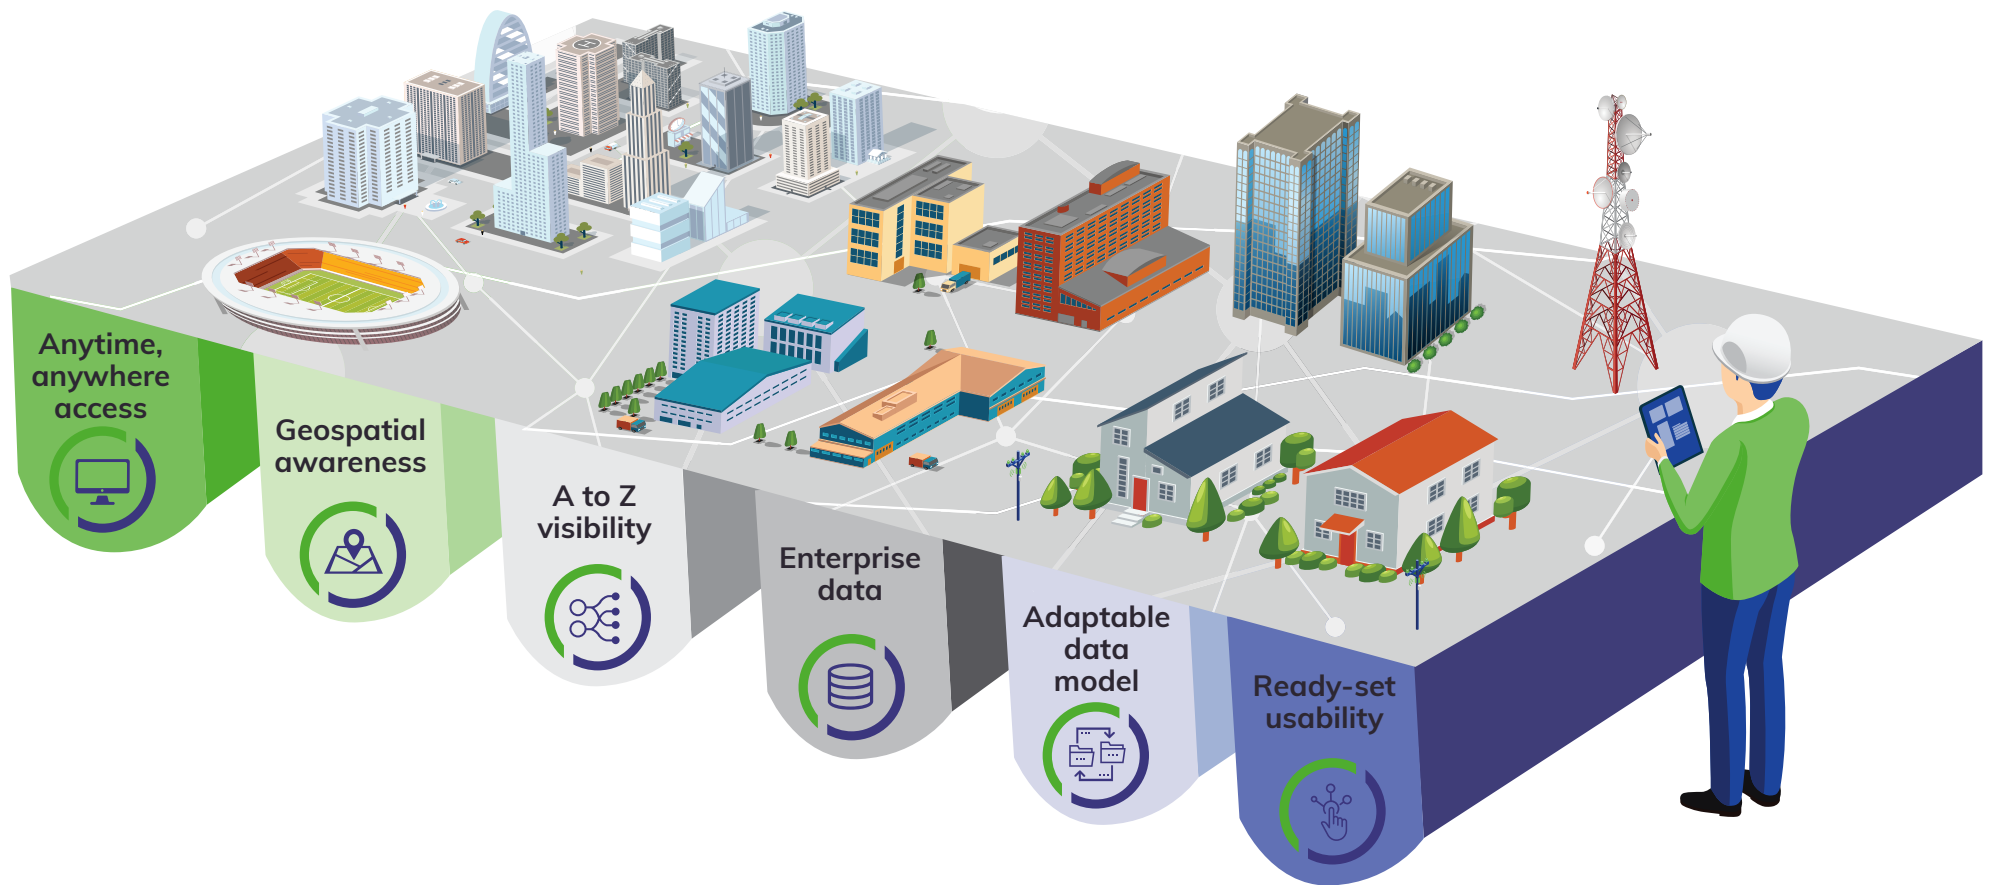 Anytime,
anywhere
access
Geospatial
awareness
A to Z
visibility
Enterprise
data
Adaptable
data
model
Ready-set
usability